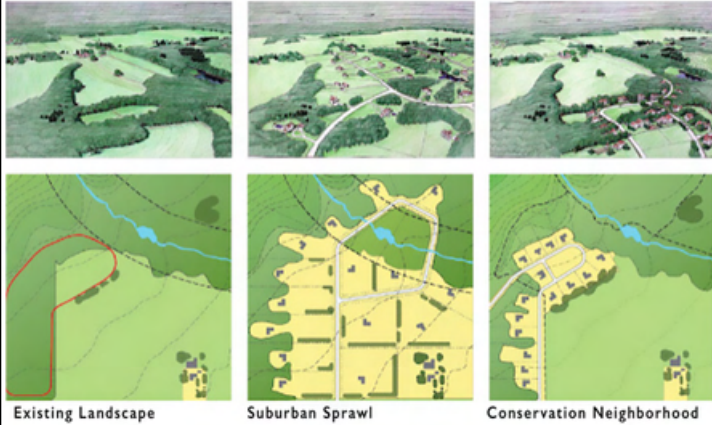 Existing Landscape
Suburban Sprawl
Conservation Neighborhood